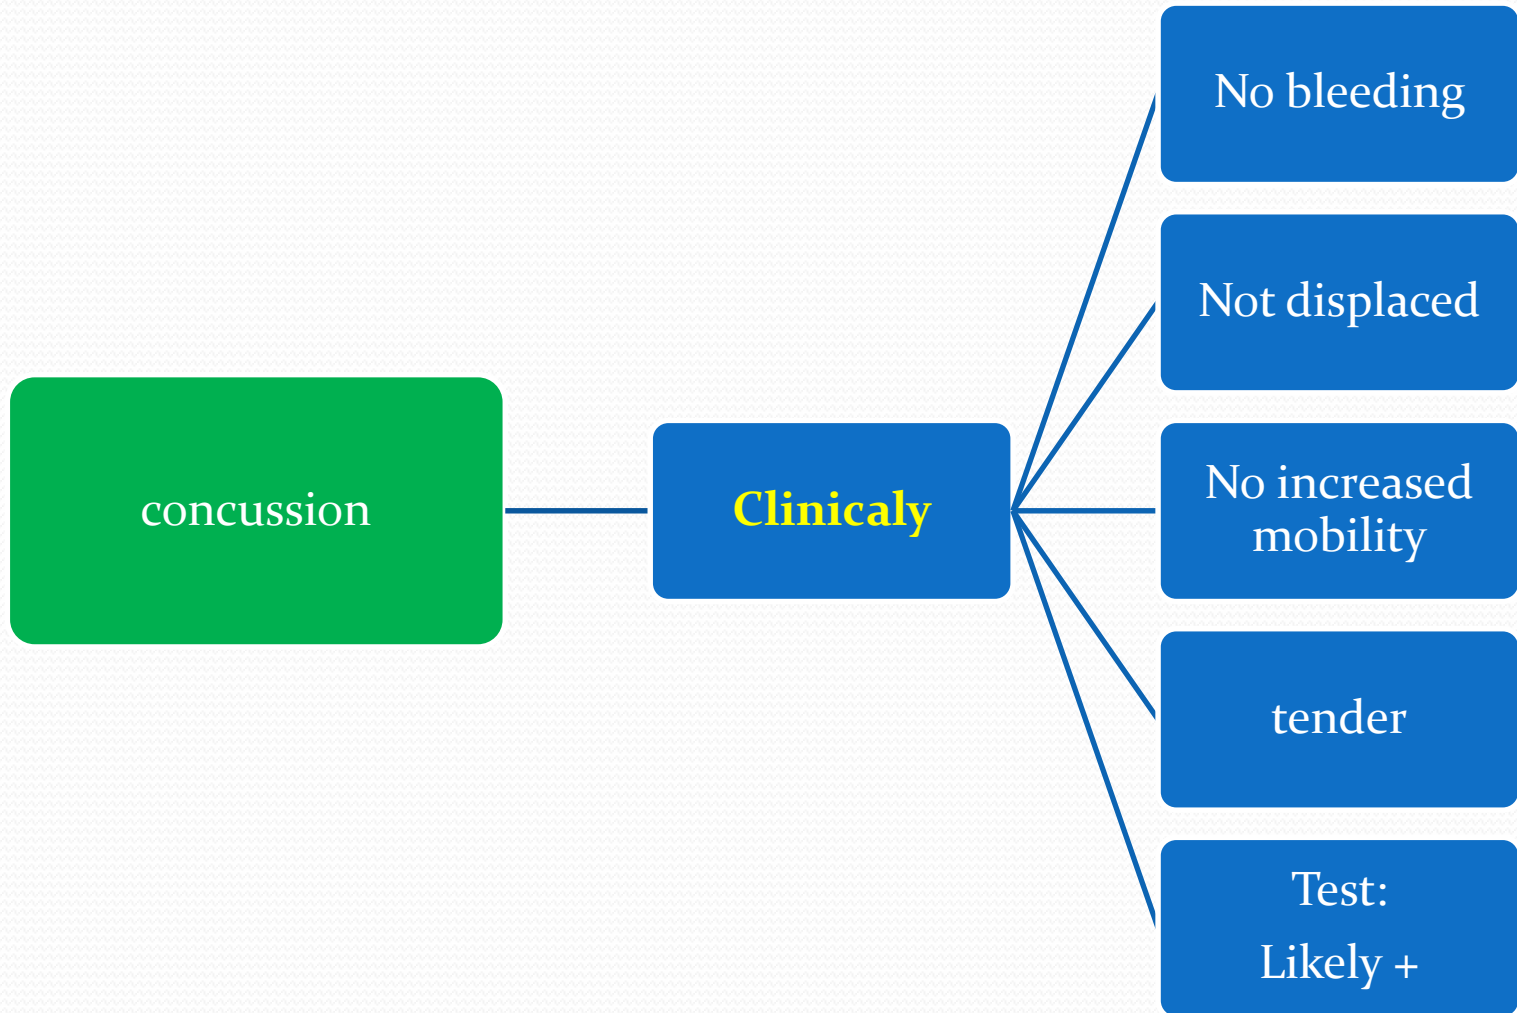 concussion
Clinicaly
No bleeding
Not displaced
No increased
mobility
tender
Test:
Likely +